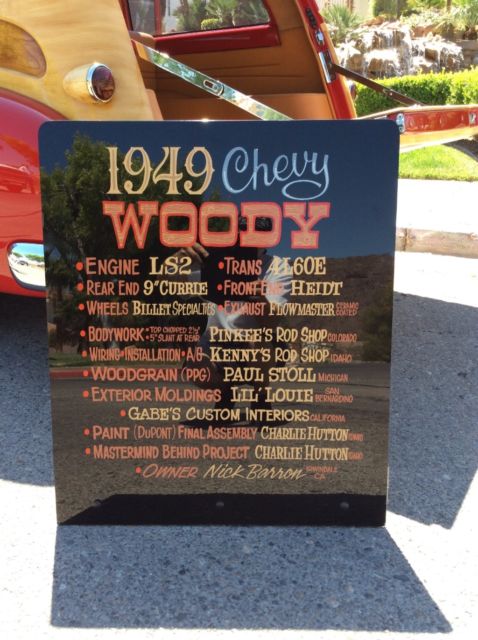 1949 Chevy
WOODY
• ENGINE LS2 • TRANS 4L60E
• REAR END 9" CURRIE • FRONT END HEIDT
• WHEELS BILLET SPECIALTIES • EXHAUST FLOWMASTER CERAMIC COATED
• BODYWORK • TOP CHOPPED 2½" • 5" SLANT AT REAR PINKEE'S ROD SHOP COLORADO
• WIRING • INSTALLATION • A/C KENNY'S ROD SHOP IDAHO
• WOODGRAIN (PPG) PAUL STOLL MICHIGAN
• EXTERIOR MOLDINGS LIL' LOUIE SAN BERNARDINO
• GABE'S CUSTOM INTERIORS CALIFORNIA
• PAINT (DUPONT) FINAL ASSEMBLY CHARLIE HUTTON IDAHO
• MASTERMIND BEHIND PROJECT CHARLIE HUTTON IDAHO
• OWNER Nick Barron IRWINDALE CA.